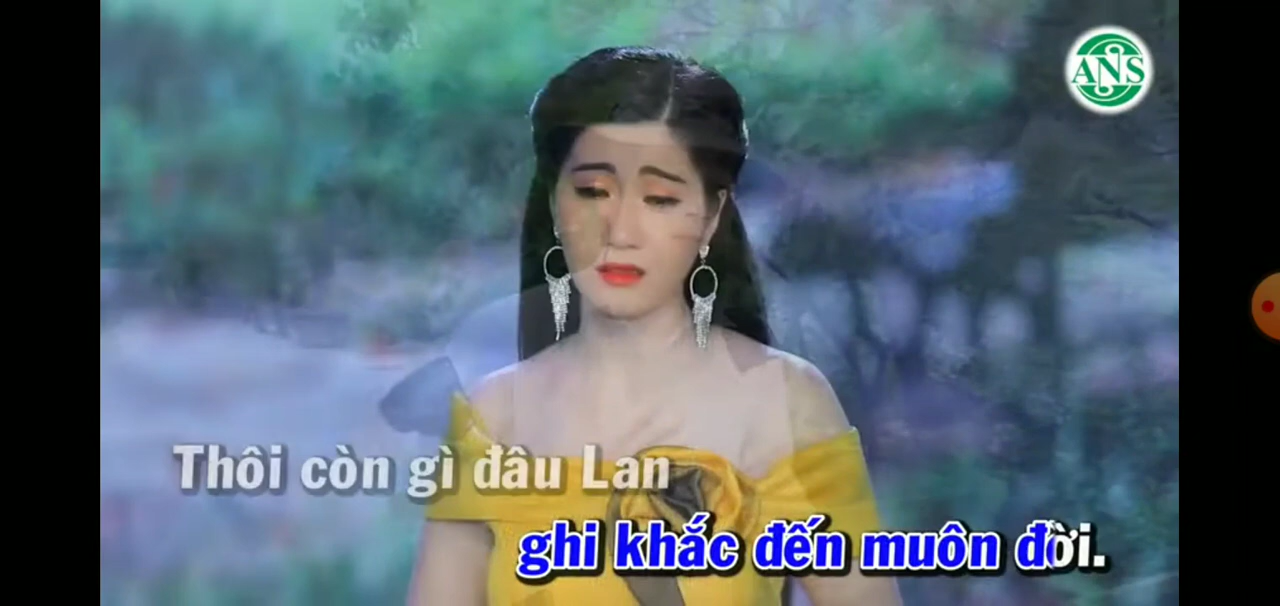 ANS
Thôi còn gì đâu Lan
ghi khắc đến muôn đời.